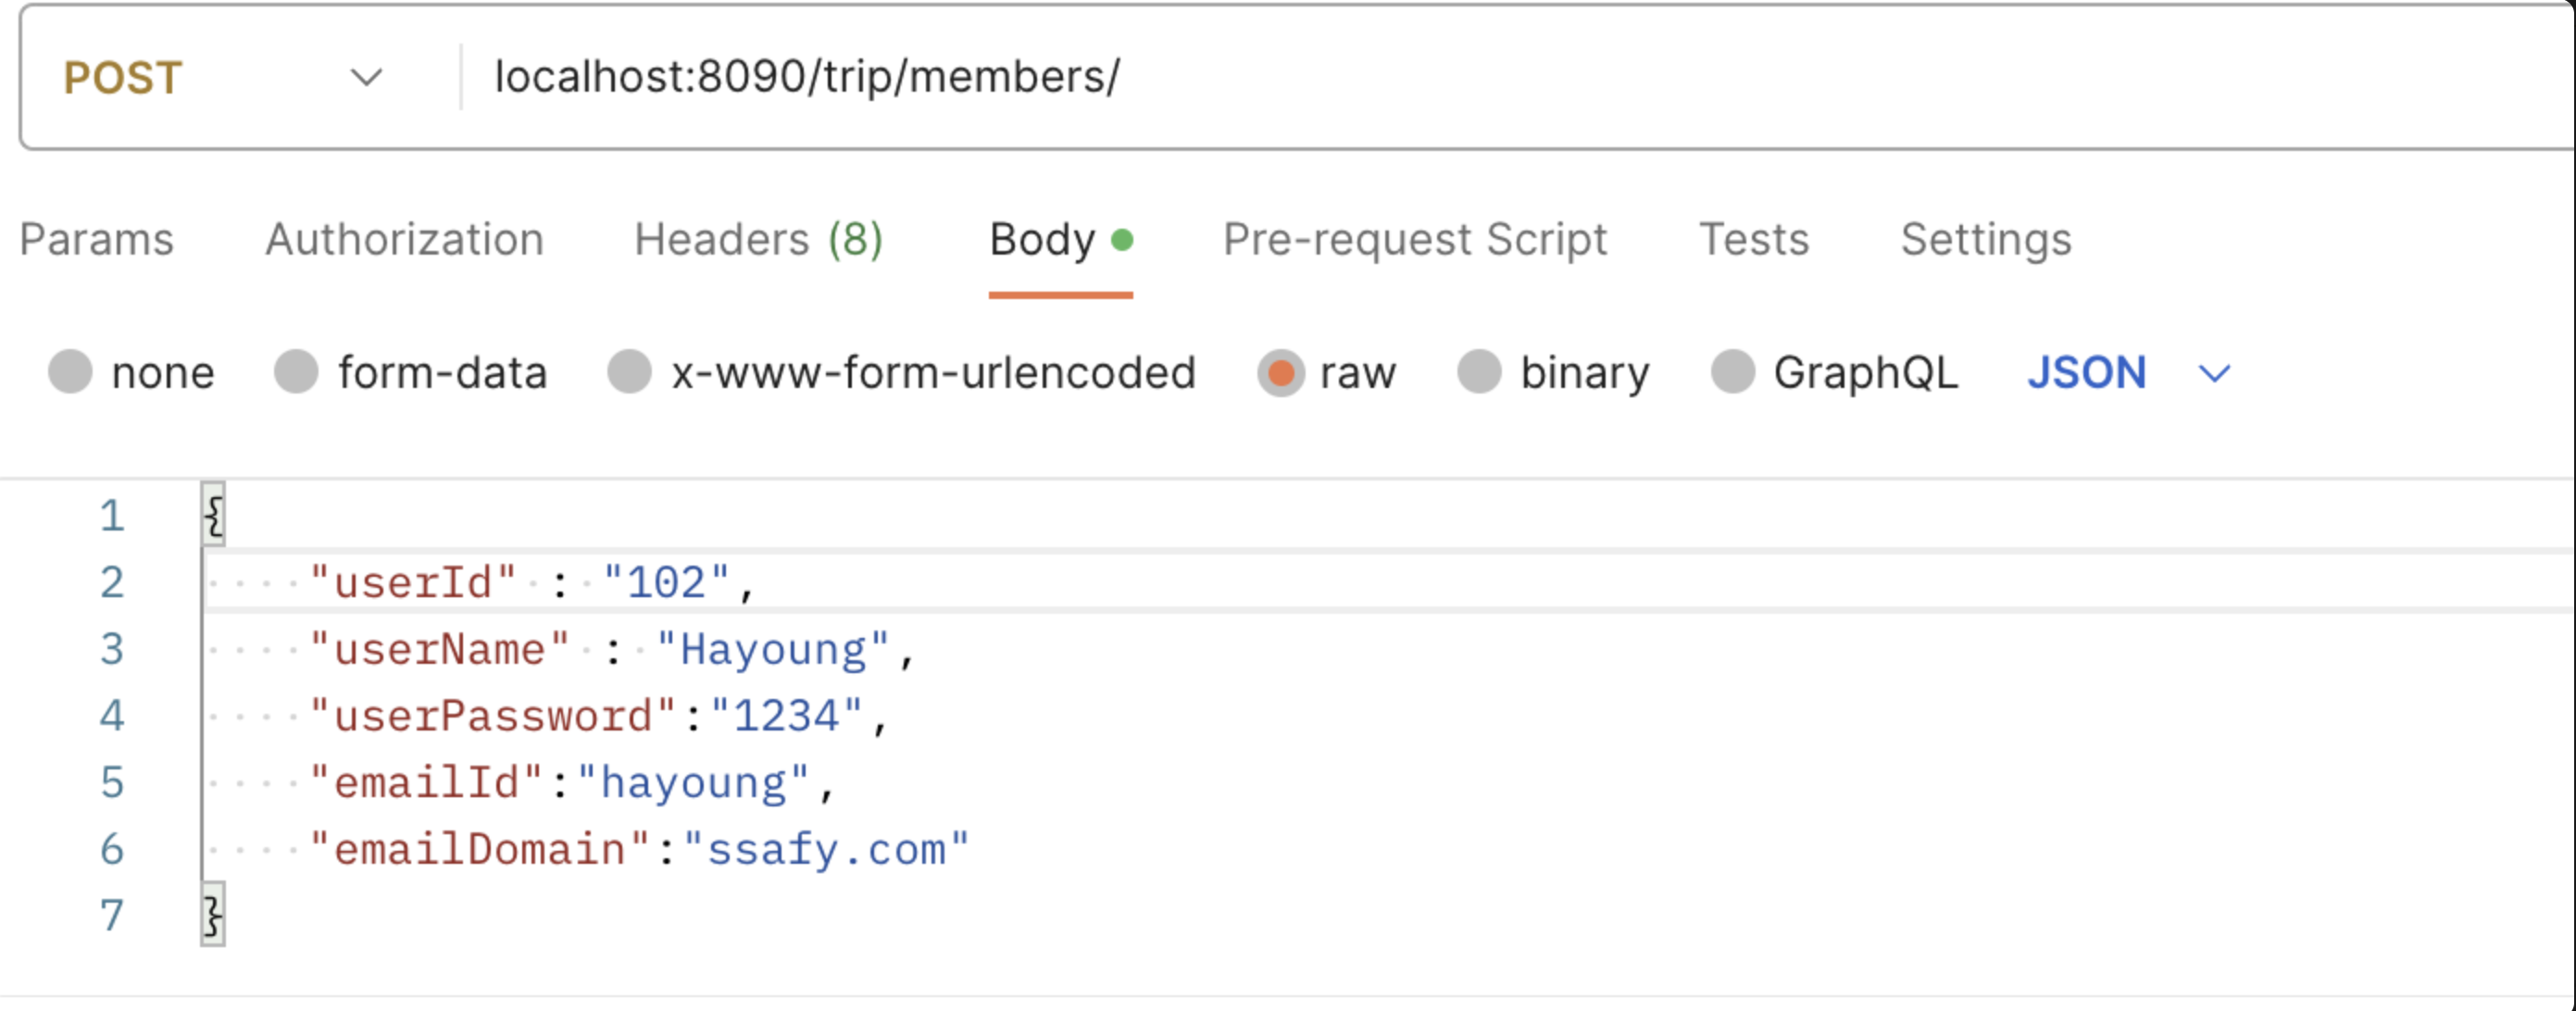 POST localhost:8090/trip/members/
Params Authorization Headers (8) Body Pre-request Script Tests Settings
none form-data x-www-form-urlencoded raw binary GraphQL JSON
1 {
2 "userId" : "102",
3 "userName" : "Hayoung",
4 "userPassword":"1234",
5 "emailId":"hayoung",
6 "emailDomain":"ssafy.com"
7 }